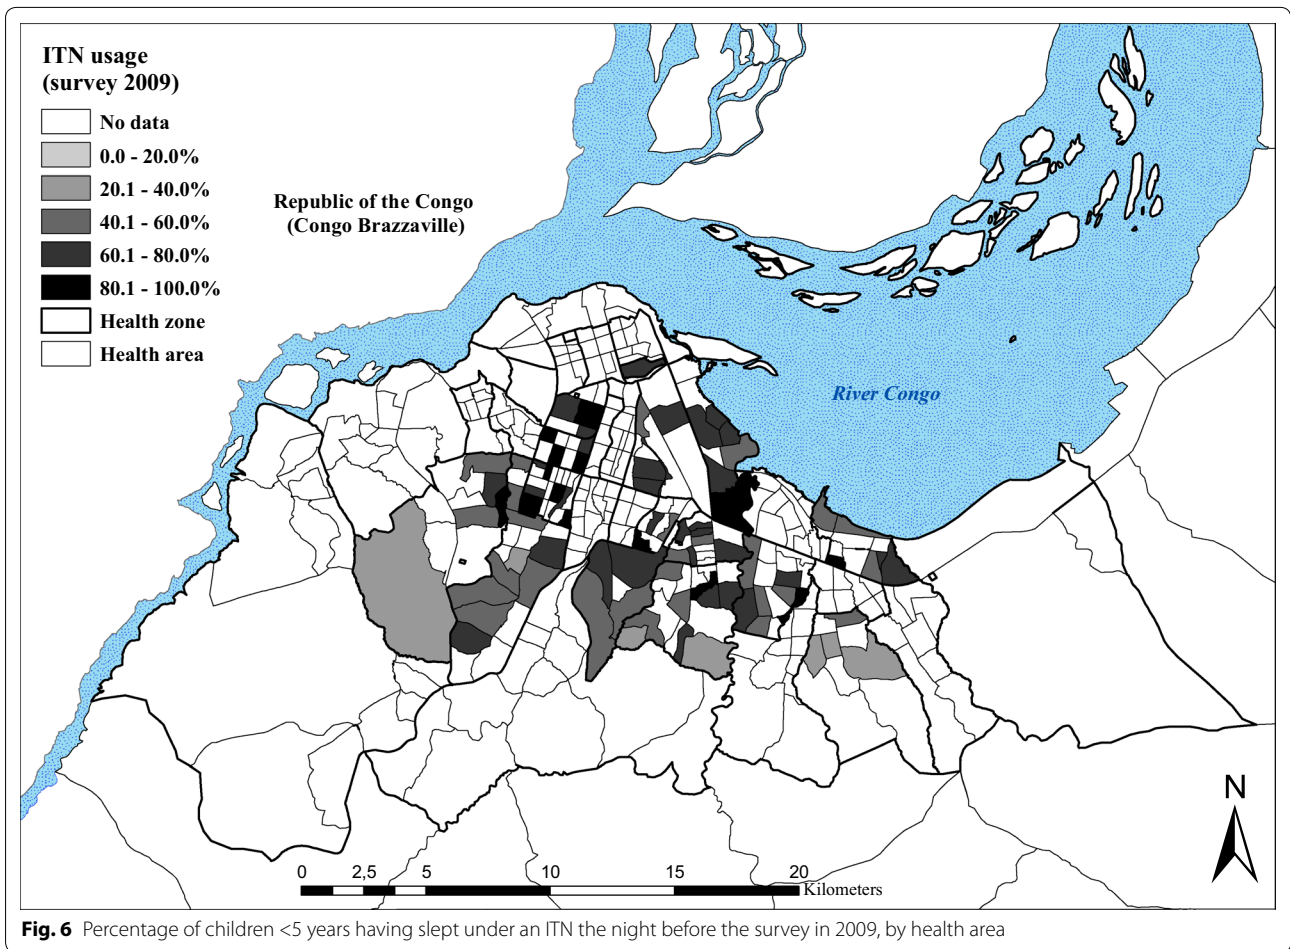 ITN usage
(survey 2009)
No data
0.0 - 20.0%
20.1 - 40.0%
40.1 - 60.0%
60.1 - 80.0%
80.1 - 100.0%
Health zone
Health area
Republic of the Congo
(Congo Brazzaville)
River Congo
N
0 2,5 5 10 15 20
Kilometers
Fig. 6 Percentage of children <5 years having slept under an ITN the night before the survey in 2009, by health area